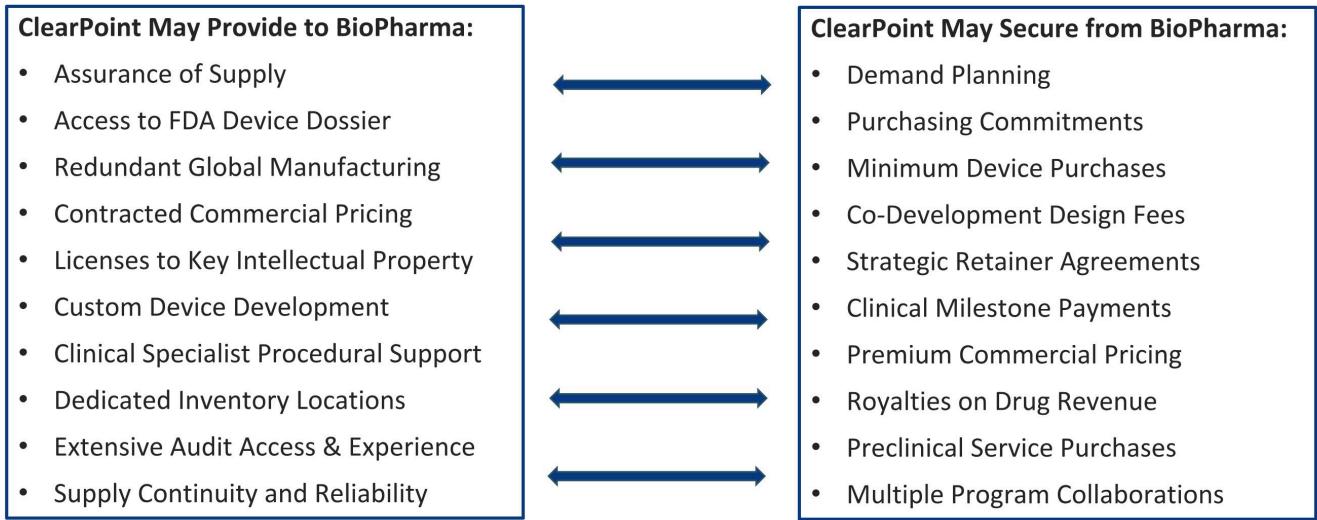 ClearPoint May Provide to BioPharma:
• Assurance of Supply
• Access to FDA Device Dossier
• Redundant Global Manufacturing
• Contracted Commercial Pricing
• Licenses to Key Intellectual Property
• Custom Device Development
• Clinical Specialist Procedural Support
• Dedicated Inventory Locations
• Extensive Audit Access & Experience
• Supply Continuity and Reliability
ClearPoint May Secure from BioPharma:
• Demand Planning
• Purchasing Commitments
• Minimum Device Purchases
• Co-Development Design Fees
• Strategic Retainer Agreements
• Clinical Milestone Payments
• Premium Commercial Pricing
• Royalties on Drug Revenue
• Preclinical Service Purchases
• Multiple Program Collaborations